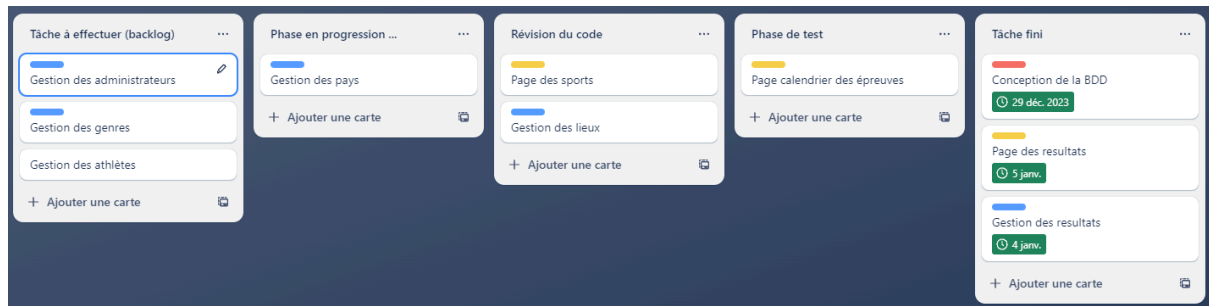 Tâche à effectuer (backlog)
Gestion des administrateurs
Gestion des genres
Gestion des athlètes
+ Ajouter une carte
Phase en progression ...
Gestion des pays
+ Ajouter une carte
Révision du code
Page des sports
Gestion des lieux
+ Ajouter une carte
Phase de test
Page calendrier des épreuves
+ Ajouter une carte
Tâche fini
Conception de la BDD
29 déc. 2023
Page des resultats
5 janv.
Gestion des resultats
4 janv.
+ Ajouter une carte